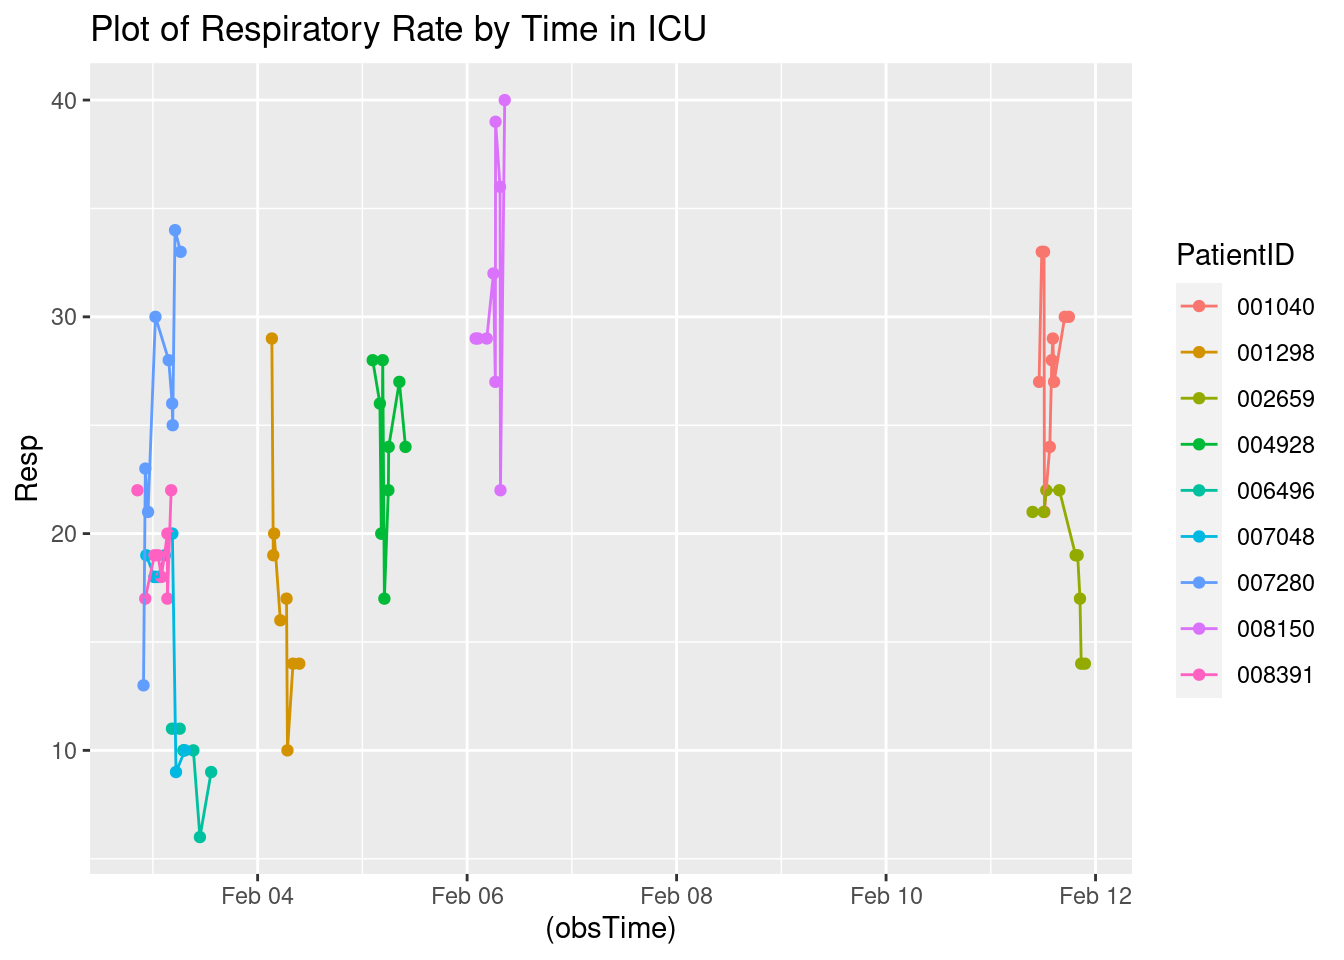 Plot of Respiratory Rate by Time in ICU
Resp
40
30
20
10
Feb 04
Feb 06
Feb 08
Feb 10
Feb 12
(obsTime)
PatientID
001040
001298
002659
004928
006496
007048
007280
008150
008391